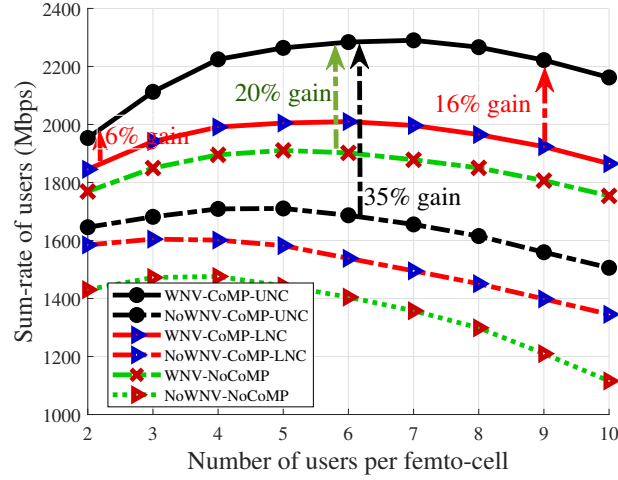 2400
2200
2000
1800
1600
1400
1200
1000
Sum-rate of users (Mbps)
6% gain
20% gain
16% gain
35% gain
WNV-CoMP-UNC
NoWNV-CoMP-UNC
WNV-CoMP-LNC
NoWNV-CoMP-LNC
WNV-NoCoMP
NoWNV-NoCoMP
2 3 4 5 6 7 8 9 10
Number of users per femto-cell